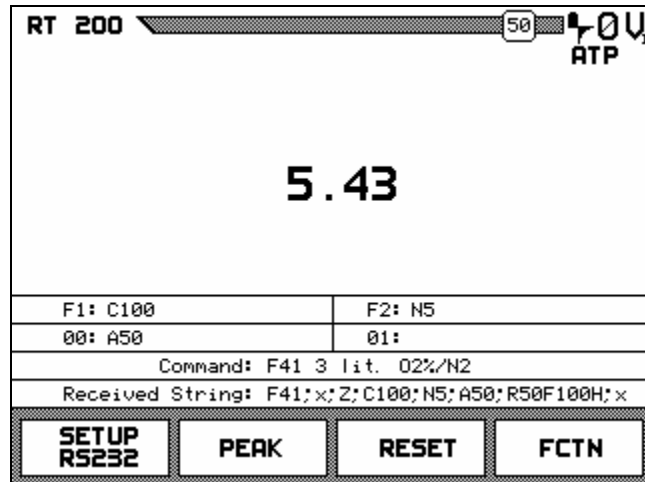 RT 200 50 0 V
ATP
5.43
F1: C100 F2: N5
00: A50 01:
Command: F41 3 lit. O2%/N2
Received String: F41;x;Z;C100;N5;A50;R50F100H;x
SETUP RS232 PEAK RESET FCTN